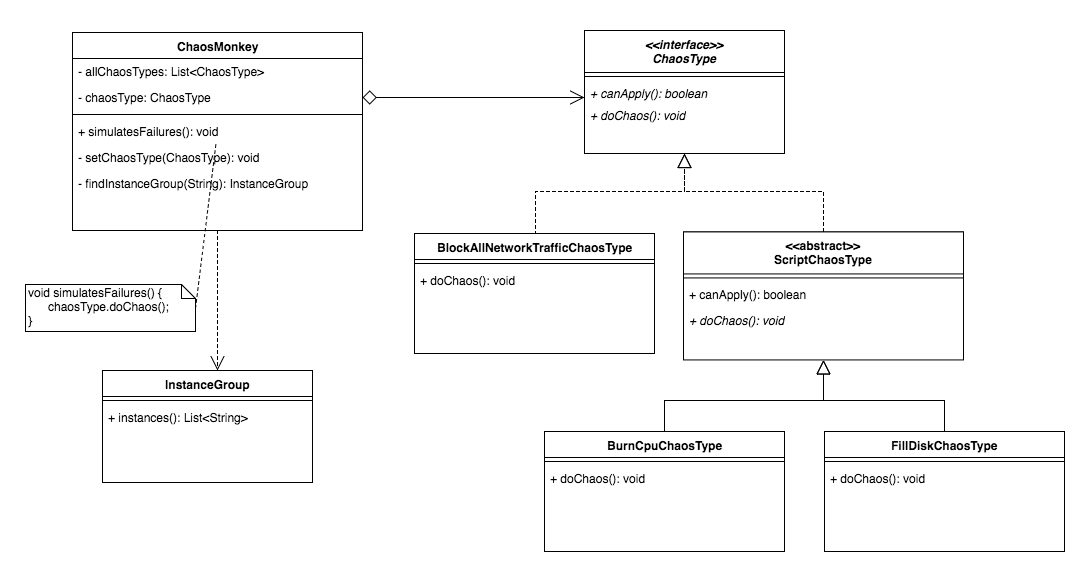 ChaosMonkey
- allChaosTypes: List<ChaosType>
- chaosType: ChaosType
+ simulatesFailures(): void
- setChaosType(ChaosType): void
- findInstanceGroup(String): InstanceGroup
<<interface>>
ChaosType
+ canApply(): boolean
+ doChaos(): void
BlockAllNetworkTrafficChaosType
+ doChaos(): void
<<abstract>>
ScriptChaosType
+ canApply(): boolean
+ doChaos(): void
void simulatesFailures() {
chaosType.doChaos();
}
InstanceGroup
+ instances(): List<String>
BurnCpuChaosType
+ doChaos(): void
FillDiskChaosType
+ doChaos(): void